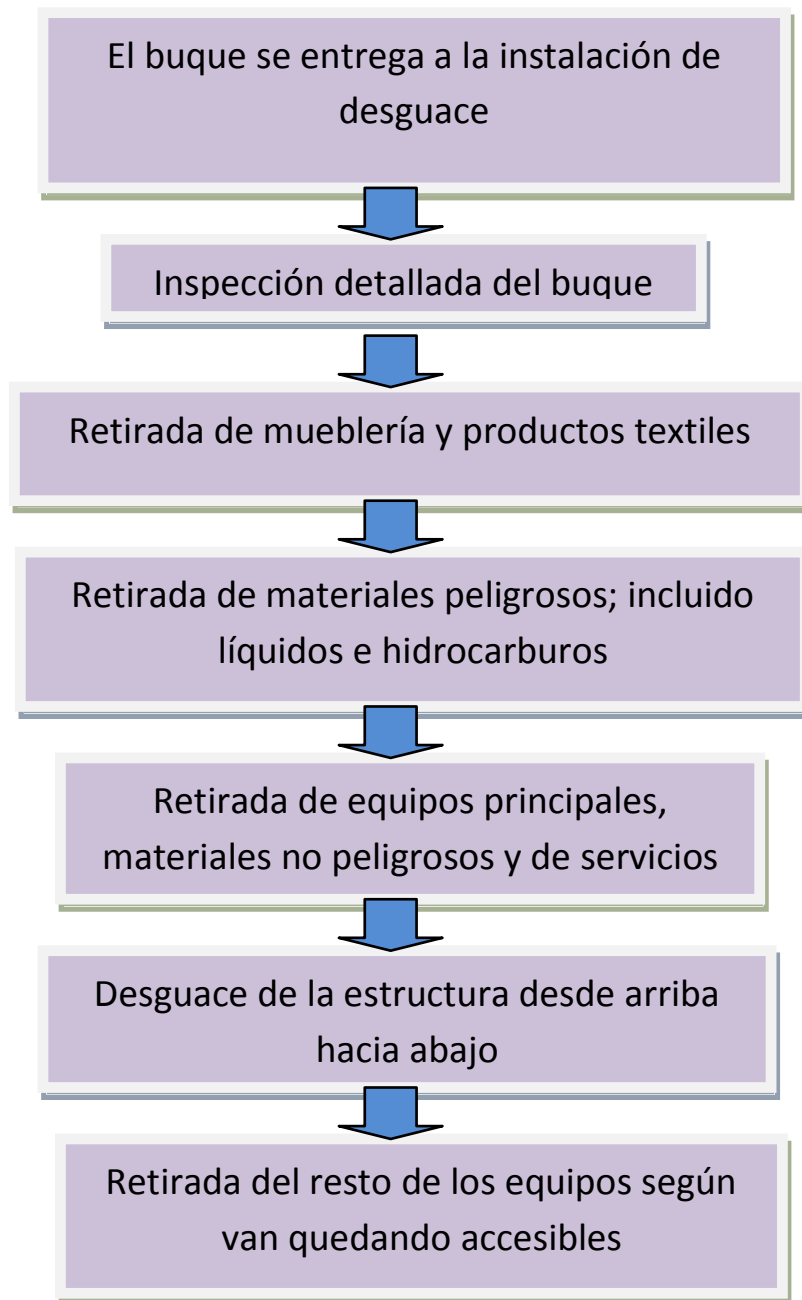 El buque se entrega a la instalación de
desguace
Inspección detallada del buque
Retirada de mueblería y productos textiles
Retirada de materiales peligrosos; incluido
líquidos e hidrocarburos
Retirada de equipos principales,
materiales no peligrosos y de servicios
Desguace de la estructura desde arriba
hacia abajo
Retirada del resto de los equipos según
van quedando accesibles